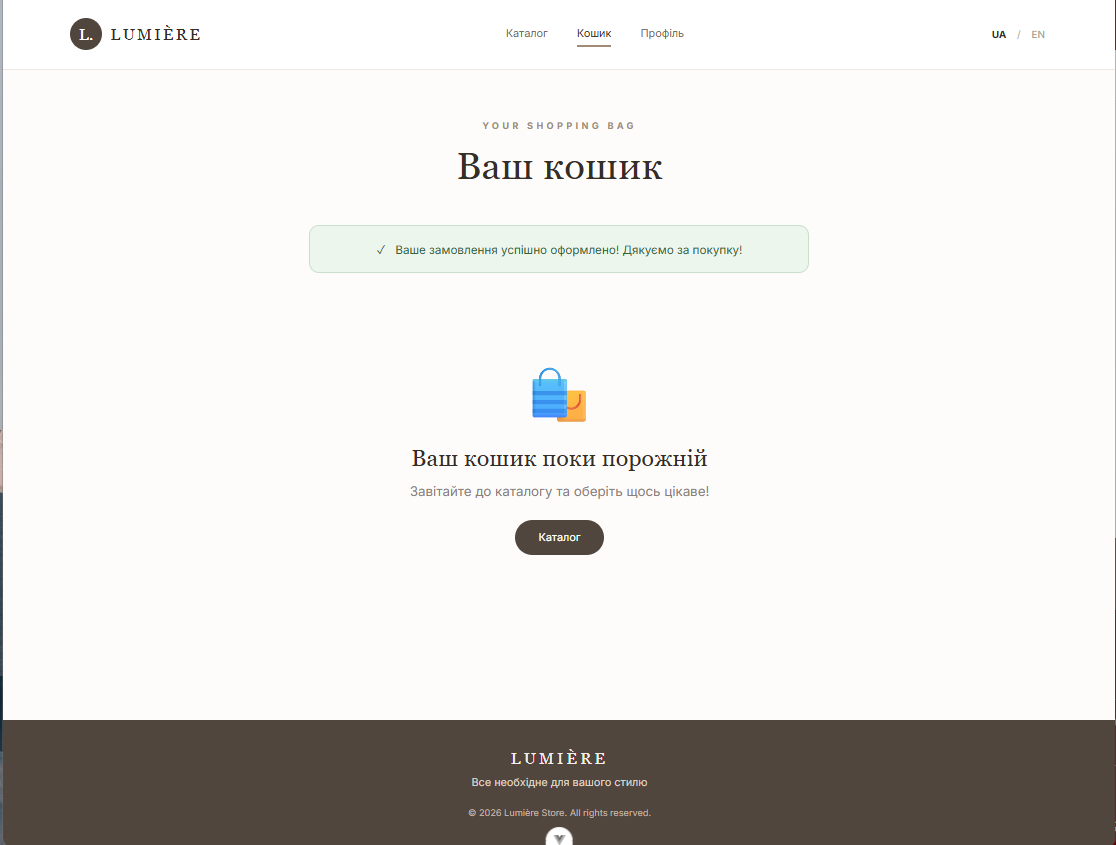 L. LUMIÈRE
Каталог Кошик Профіль
UA / EN
YOUR SHOPPING BAG
Ваш кошик
✓ Ваше замовлення успішно оформлено! Дякуємо за покупку!
Ваш кошик поки порожній
Завітайте до каталогу та оберіть щось цікаве!
Каталог
LUMIÈRE
Все необхідне для вашого стилю
© 2026 Lumière Store. All rights reserved.